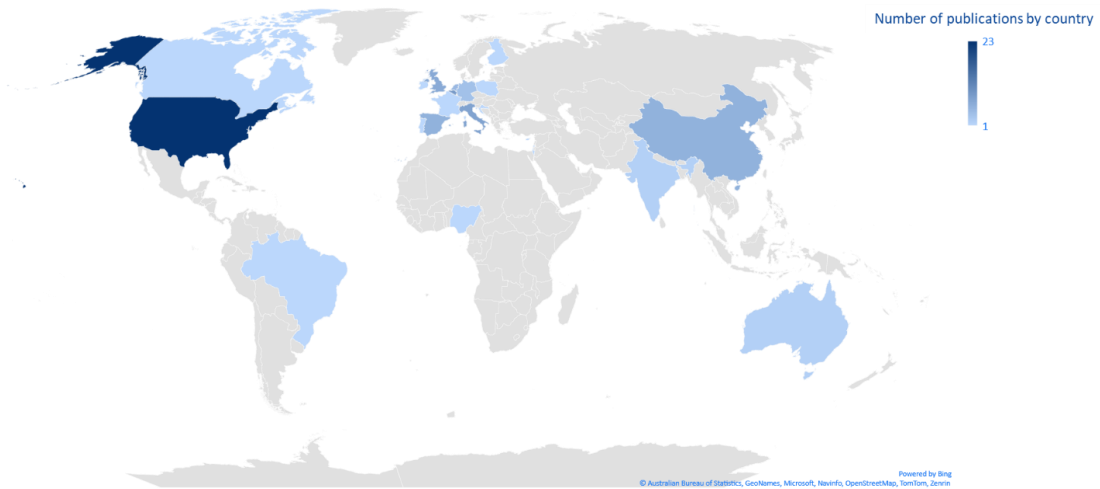 Number of publications by country
23
1
Powered by Bing
© Australian Bureau of Statistics, GeoNames, Microsoft, Navinfo, OpenStreetMap, TomTom, Zenrin